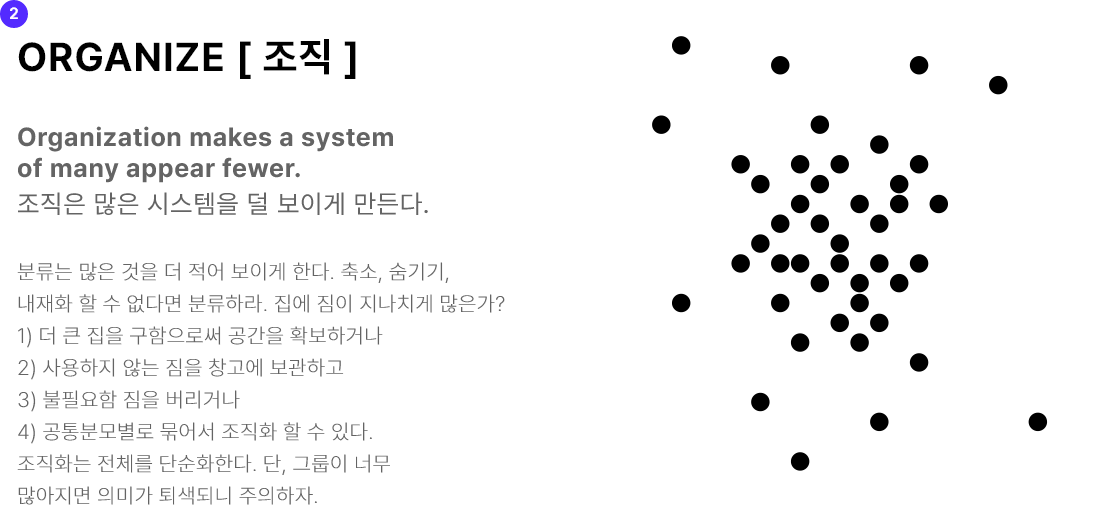 2
ORGANIZE [ 조직 ]
Organization makes a system
of many appear fewer.
조직은 많은 시스템을 덜 보이게 만든다.
분류는 많은 것을 더 적어 보이게 한다. 축소, 숨기기,
내재화 할 수 없다면 분류하라. 집에 짐이 지나치게 많은가?
1) 더 큰 집을 구함으로써 공간을 확보하거나
2) 사용하지 않는 짐을 창고에 보관하고
3) 불필요함 짐을 버리거나
4) 공통분모별로 묶어서 조직화 할 수 있다.
조직화는 전체를 단순화한다. 단, 그룹이 너무
많아지면 의미가 퇴색되니 주의하자.